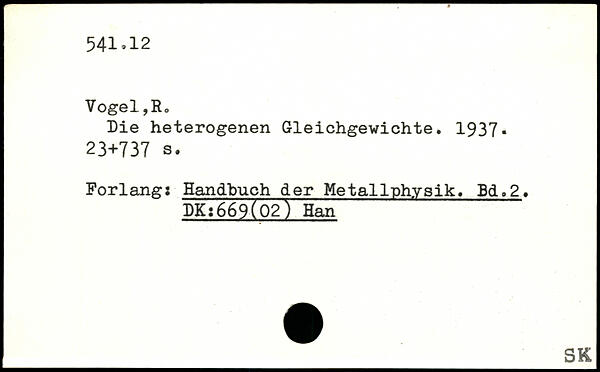 541.12
Vogel,R.
Die heterogenen Gleichgewichte. 1937.
23+737 s.
Forlang: Handbuch der Metallphysik. Bd.2.
DK:669(02) Han
SK